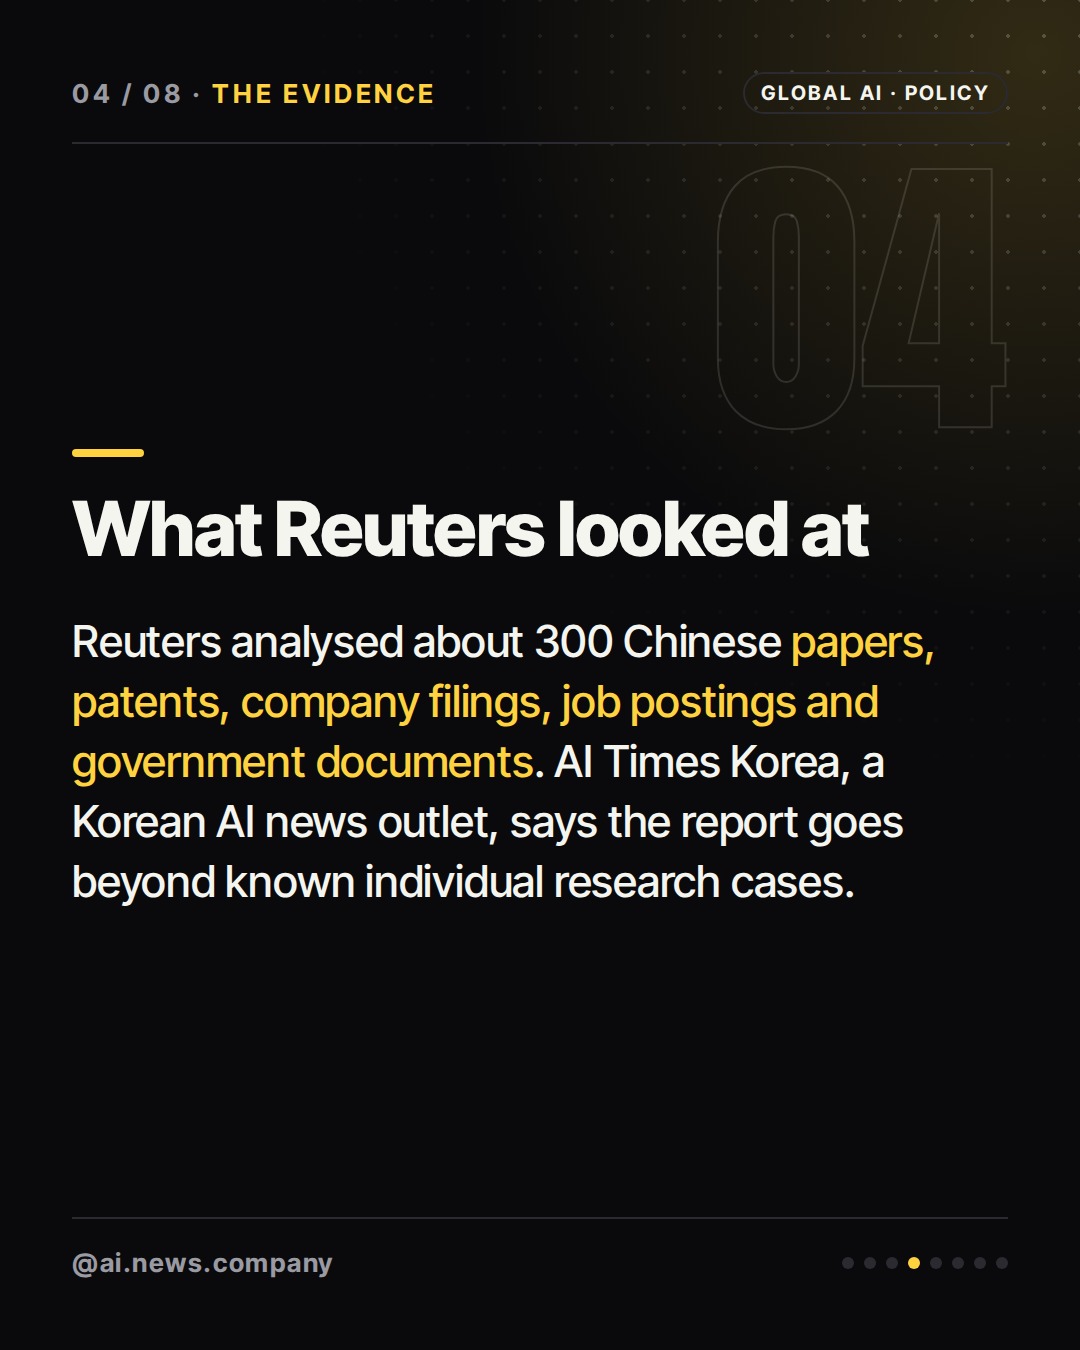 04 / 08 · THE EVIDENCE
GLOBAL AI · POLICY
04
What Reuters looked at
Reuters analysed about 300 Chinese papers,
patents, company filings, job postings and
government documents. AI Times Korea, a
Korean AI news outlet, says the report goes
beyond known individual research cases.
@ai.news.company